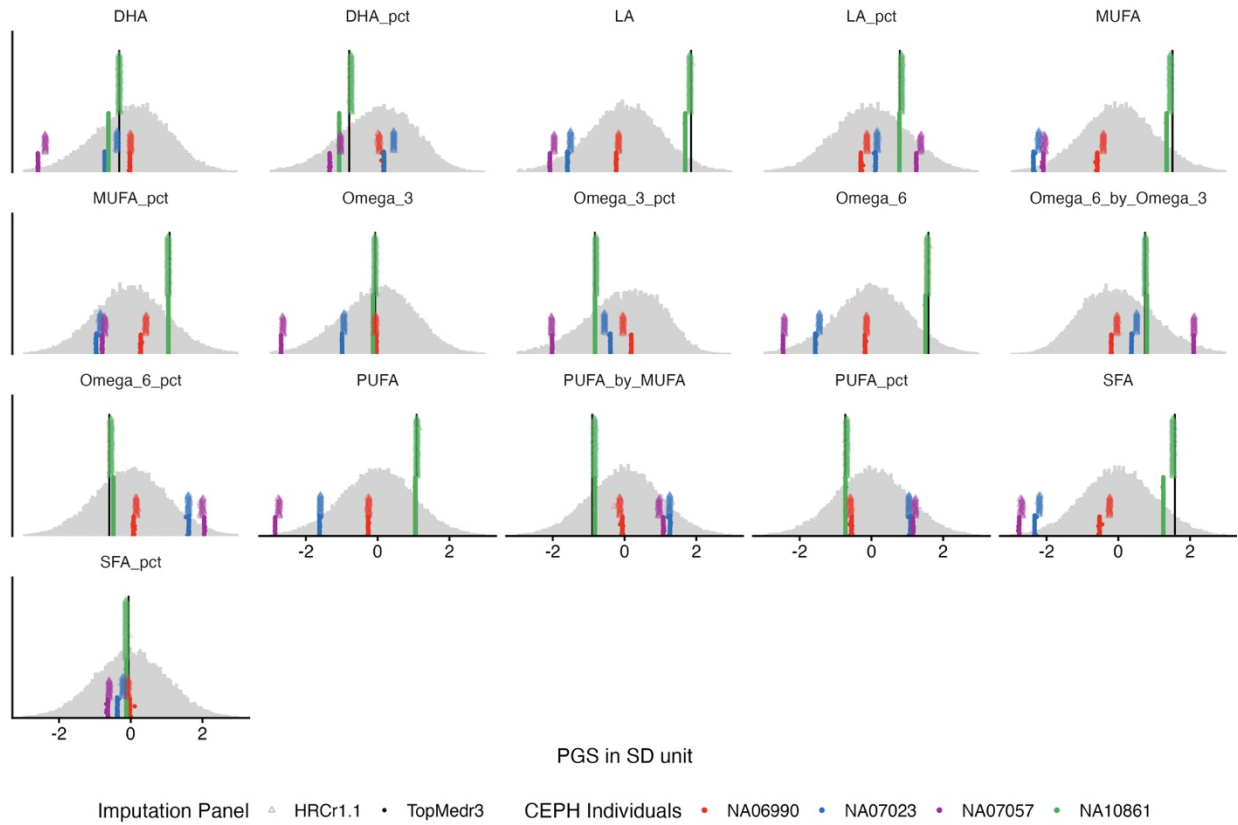 DHA DHA_pct LA LA_pct MUFA
MUFA_pct Omega_3 Omega_3_pct Omega_6 Omega_6_by_Omega_3
Omega_6_pct PUFA PUFA_by_MUFA PUFA_pct SFA
-2 0 2 -2 0 2 -2 0 2 -2 0 2
SFA_pct
-2 0 2
PGS in SD unit
Imputation Panel HRCr1.1 TopMedr3 CEPH Individuals NA06990 NA07023 NA07057 NA10861